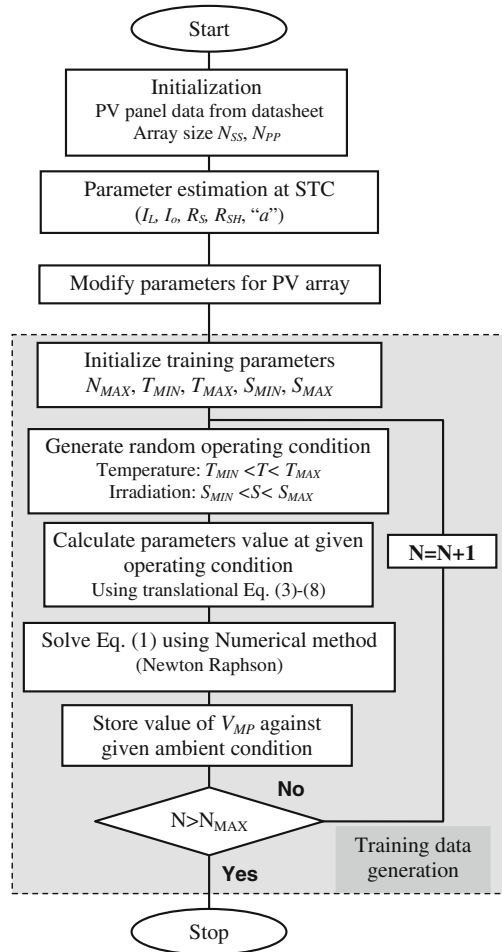 Start
Initialization
PV panel data from datasheet
Array size N_SS, N_PP
Parameter estimation at STC
(I_L, I_o, R_S, R_SH, “a”)
Modify parameters for PV array
Initialize training parameters
N_MAX, T_MIN, T_MAX, S_MIN, S_MAX
Generate random operating condition
Temperature: T_MIN <T< T_MAX
Irradiation: S_MIN <S< S_MAX
N=N+1
Calculate parameters value at given
operating condition
Using translational Eq. (3)-(8)
Solve Eq. (1) using Numerical method
(Newton Raphson)
Store value of V_MP against
given ambient condition
No
N>N_MAX
Yes
Training data
generation
Stop